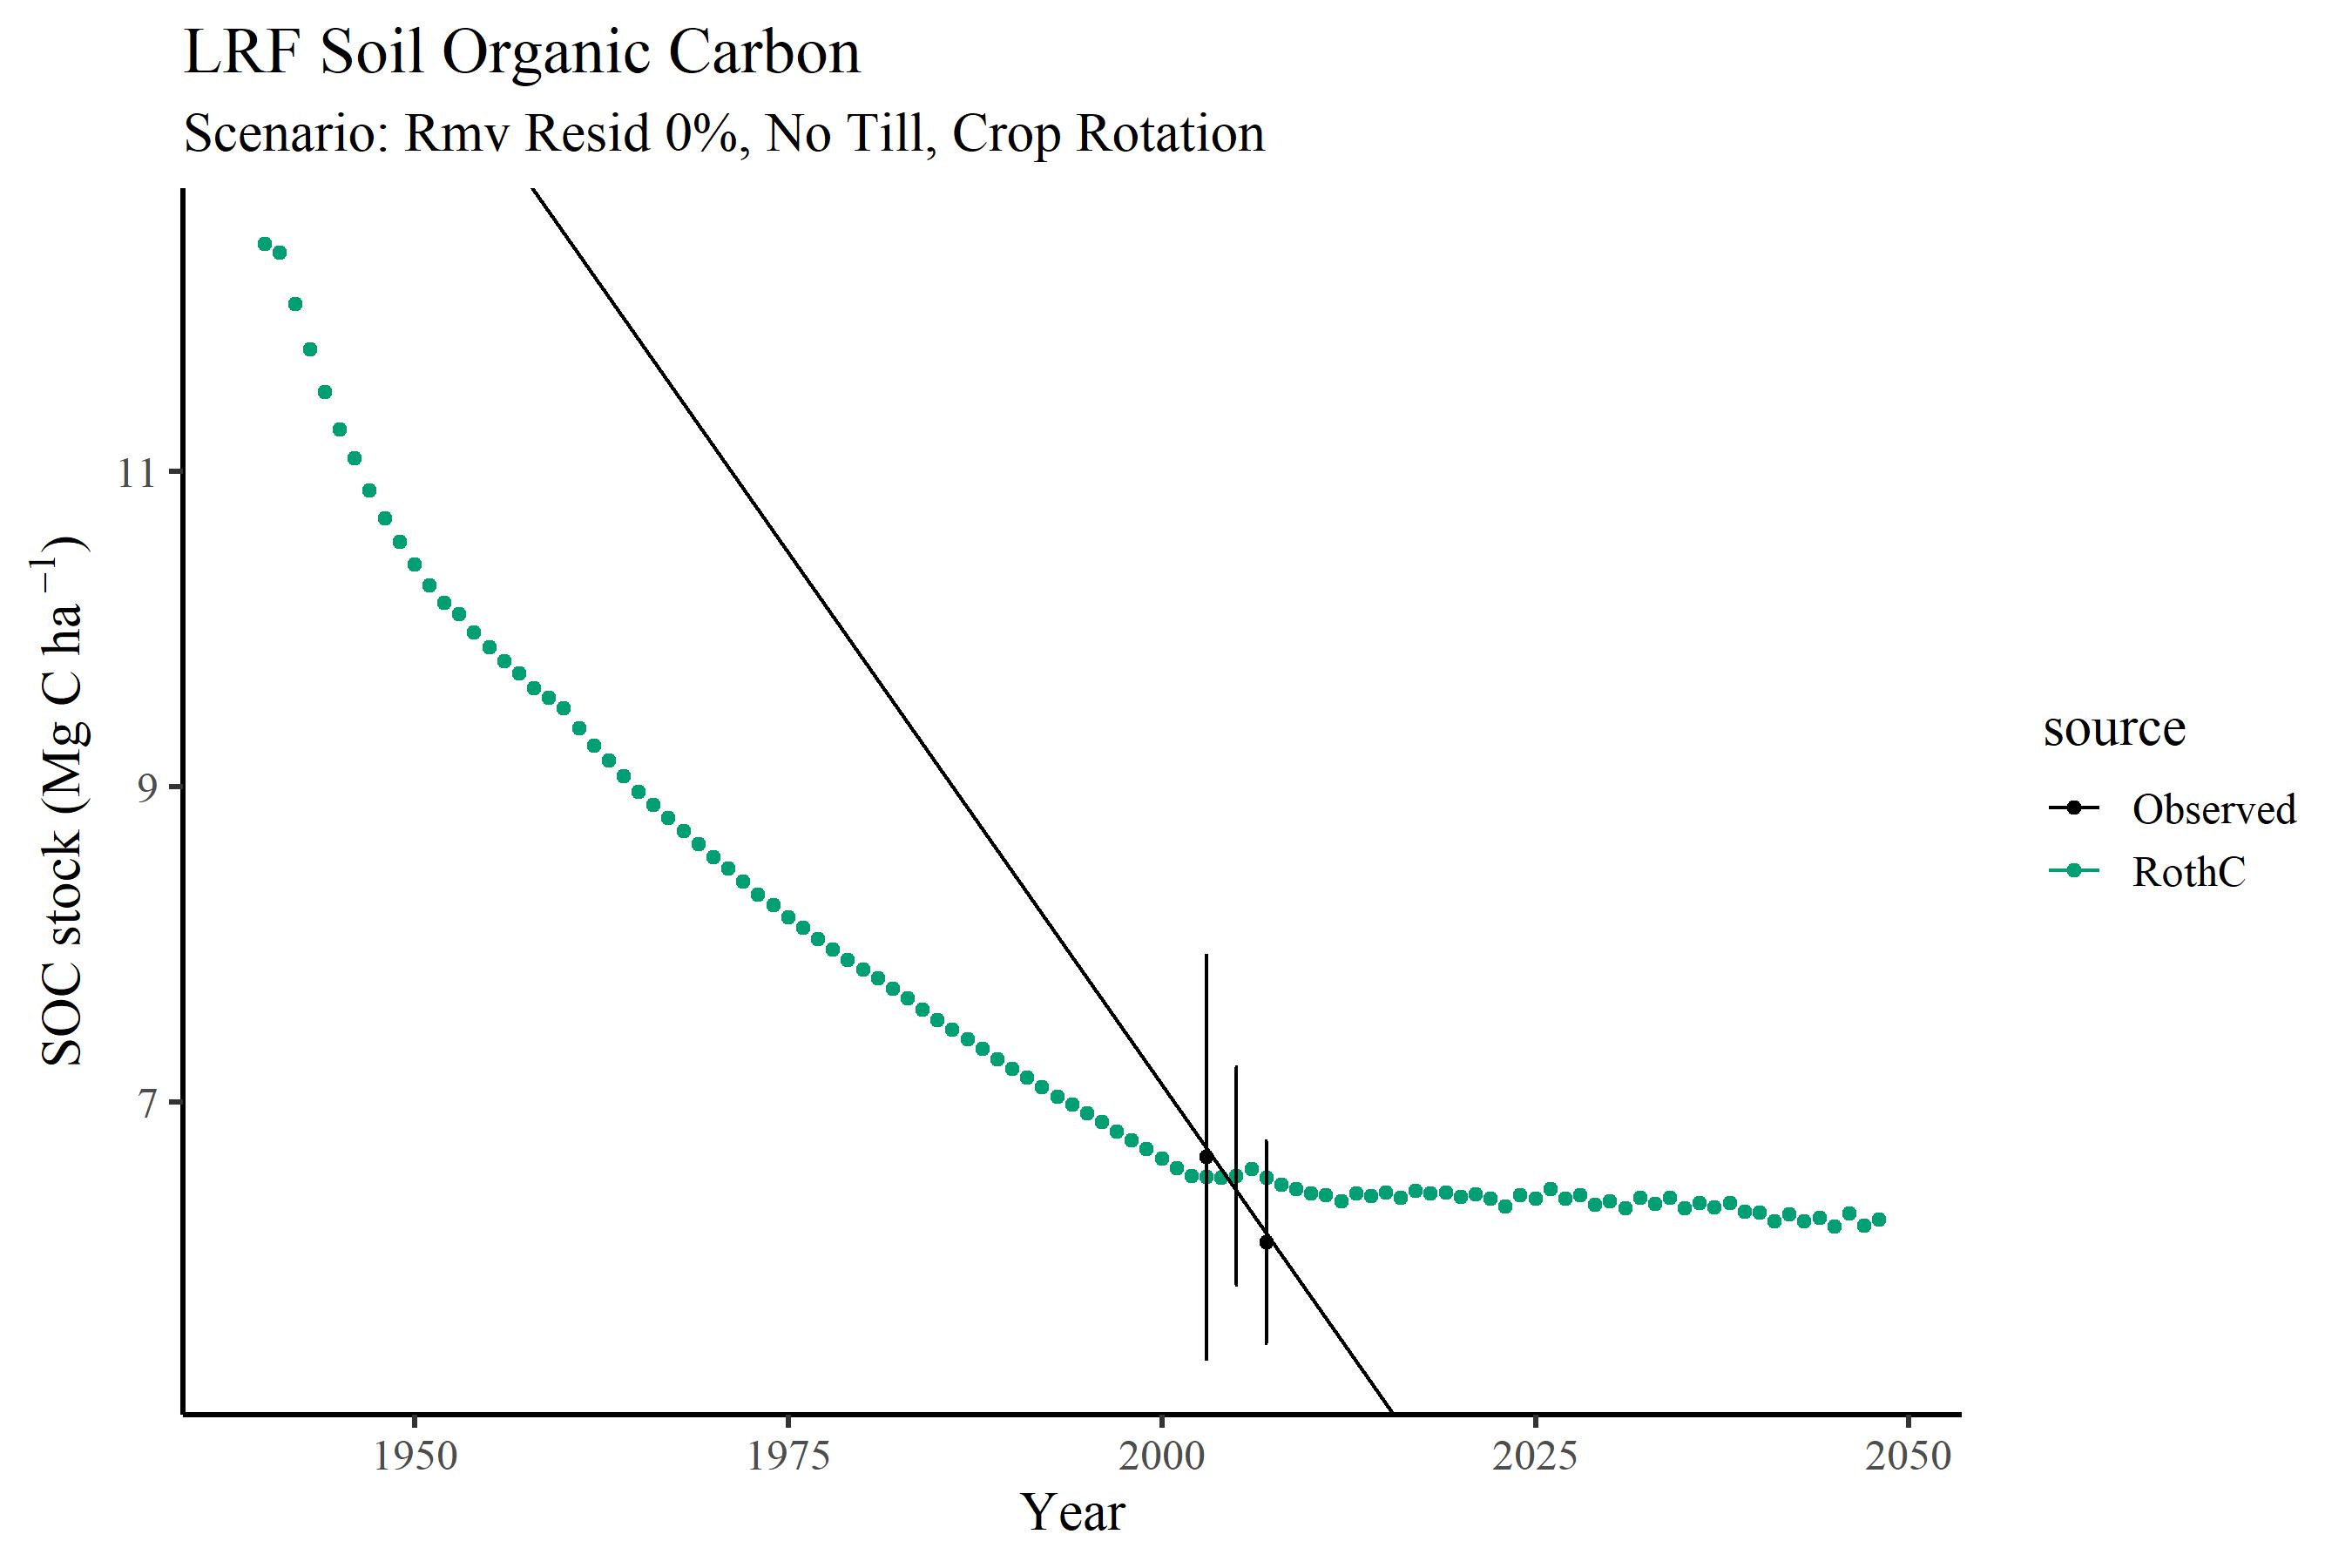 LRF Soil Organic Carbon
Scenario: Rmv Resid 0%, No Till, Crop Rotation
SOC stock (Mg C ha⁻¹)
11
9
7
1950 1975 2000 2025 2050
Year
source
Observed
RothC